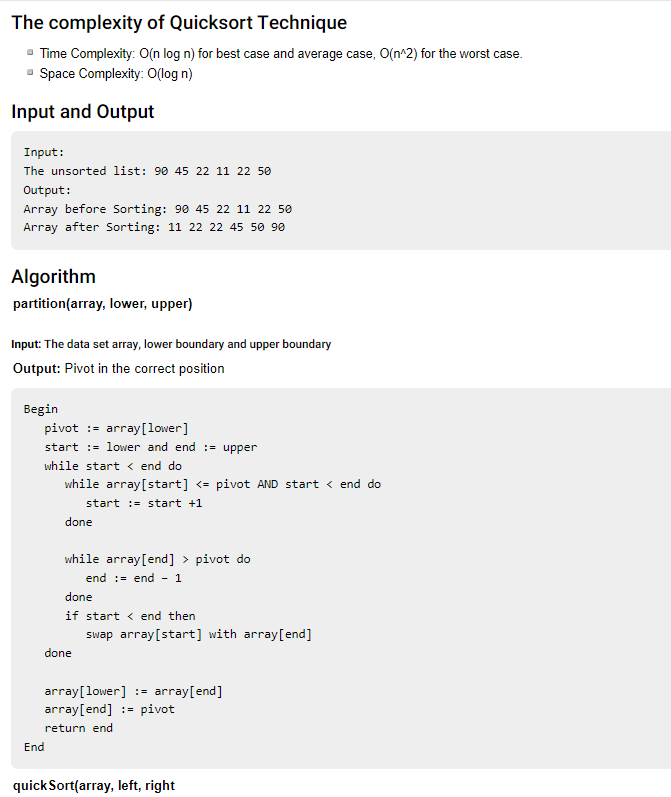 The complexity of Quicksort Technique
Time Complexity: O(n log n) for best case and average case, O(n^2) for the worst case.
Space Complexity: O(log n)
Input and Output
Input:
The unsorted list: 90 45 22 11 22 50
Output:
Array before Sorting: 90 45 22 11 22 50
Array after Sorting: 11 22 22 45 50 90
Algorithm
partition(array, lower, upper)
Input: The data set array, lower boundary and upper boundary
Output: Pivot in the correct position
Begin
   pivot := array[lower]
   start := lower and end := upper
   while start < end do
      while array[start] <= pivot AND start < end do
         start := start +1
      done

      while array[end] > pivot do
         end := end - 1
      done
      if start < end then
         swap array[start] with array[end]
   done

   array[lower] := array[end]
   array[end] := pivot
   return end
End
quickSort(array, left, right